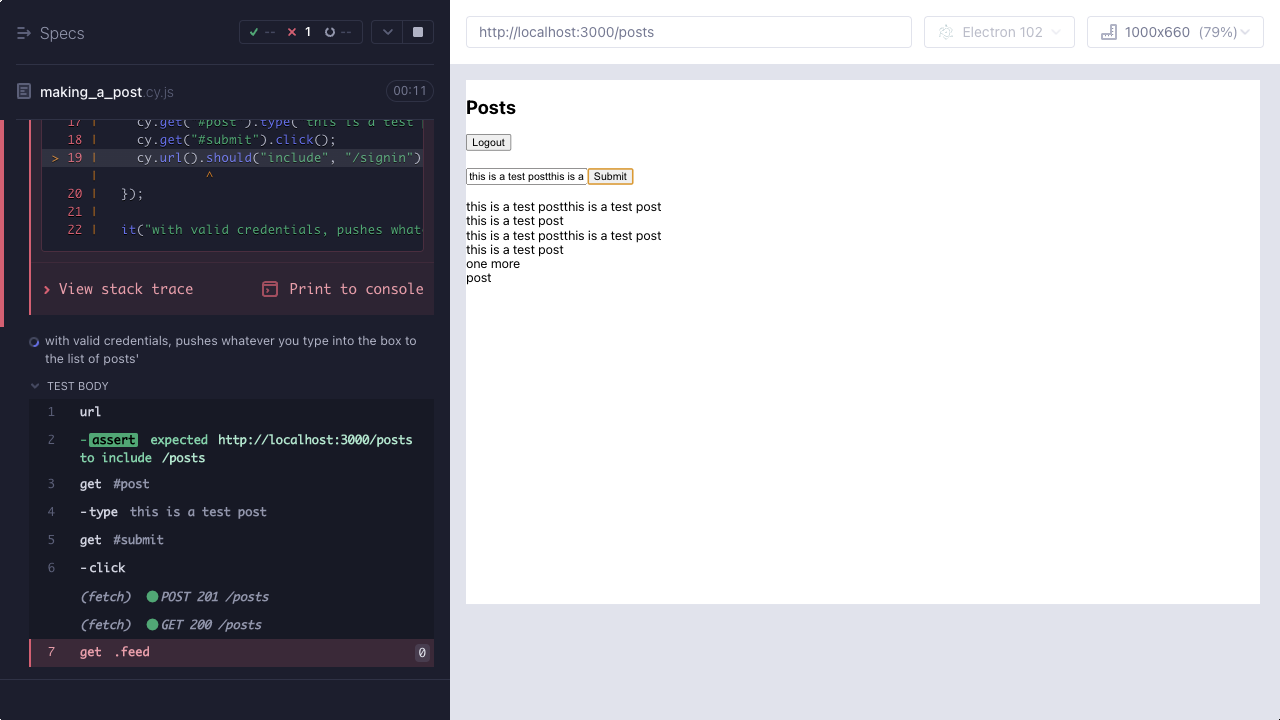 Specs
-- 1 --
making_a_post.cy.js 00:11
17 | cy.get("#post").type("this is a test
18 | cy.get("#submit").click();
> 19 | cy.url().should("include", "/signin")
| ^
20 | });
21 |
22 | it("with valid credentials, pushes what
View stack trace Print to console
with valid credentials, pushes whatever you type into the box to
the list of posts'
TEST BODY
1 url
2 -assert expected http://localhost:3000/posts
to include /posts
3 get #post
4 -type this is a test post
5 get #submit
6 -click
(fetch) POST 201 /posts
(fetch) GET 200 /posts
7 get .feed 0
http://localhost:3000/posts Electron 102 1000x660 (79%)
Posts
Logout
this is a test postthis is a Submit
this is a test postthis is a test post
this is a test post
this is a test postthis is a test post
this is a test post
one more
post